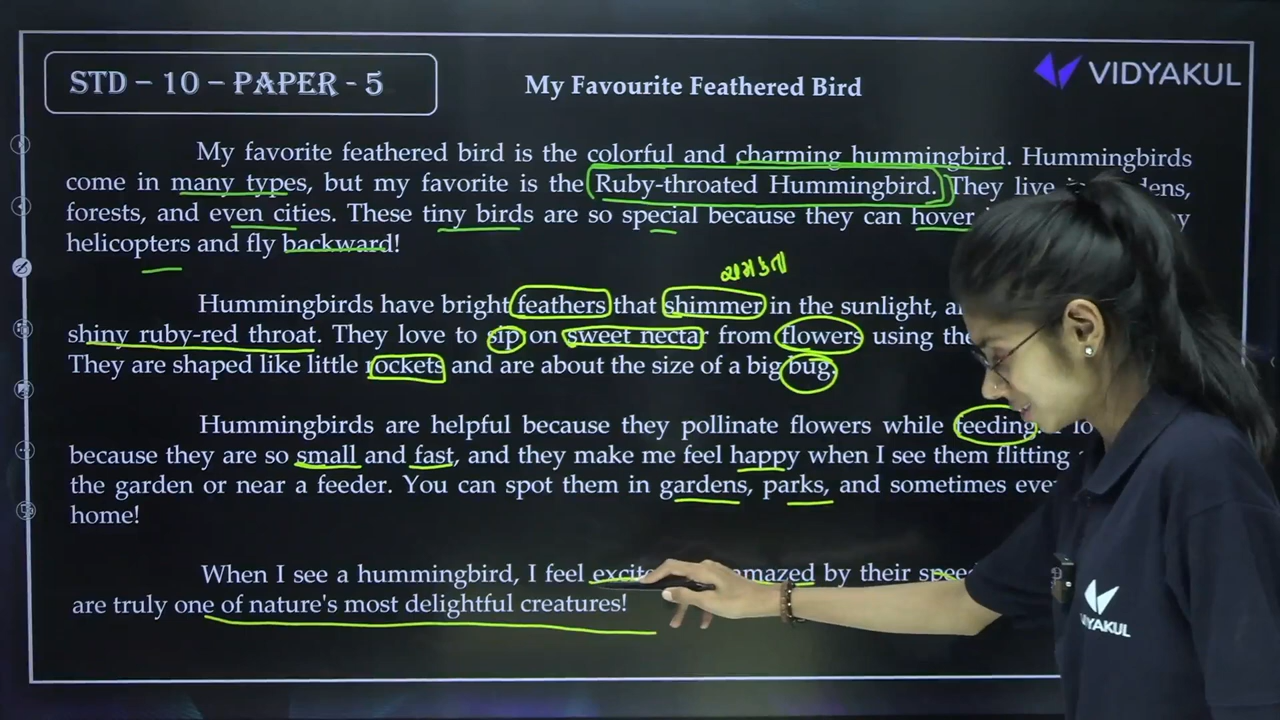 STD – 10 – PAPER - 5
My Favourite Feathered Bird
VIDYAKUL
My favorite feathered bird is the colorful and charming hummingbird. Hummingbirds
come in many types, but my favorite is the Ruby-throated Hummingbird. They live
forests, and even cities. These tiny birds are so special because they can hover
helicopters and fly backward!
ચમકતા
Hummingbirds have bright feathers that shimmer in the sunlight,
shiny ruby-red throat. They love to sip on sweet nectar from flowers using
They are shaped like little rockets and are about the size of a big bug.
Hummingbirds are helpful because they pollinate flowers while feeding.
because they are so small and fast, and they make me feel happy when I see them flitting
the garden or near a feeder. You can spot them in gardens, parks, and sometimes
home!
When I see a hummingbird, I feel by their
are truly one of nature's most delightful creatures!
VIDYAKUL